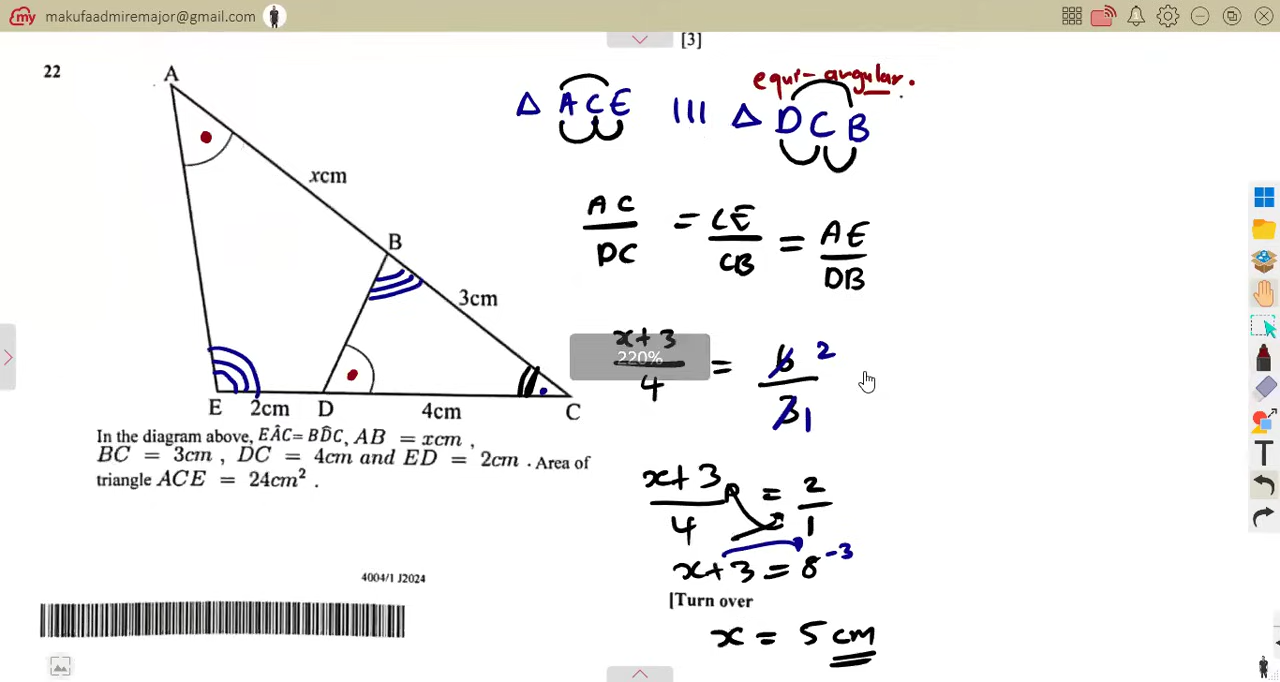 my makufaadmiremajor@gmail.com
[3]
22
A
xcm
B
3cm
E 2cm D 4cm C
In the diagram above, EÂC= BD̂C, AB = xcm ,
BC = 3cm , DC = 4cm and ED = 2cm . Area of
triangle ACE = 24cm² .
4004/1 J2024
[Turn over
equi-angular.
Δ ACE ||| Δ DCB
AC/DC = CE/CB = AE/DB
x+3/4 = 6/3 2/1
220%
x+3/4 = 2/1
x+3 = 8 -3
x = 5cm
T